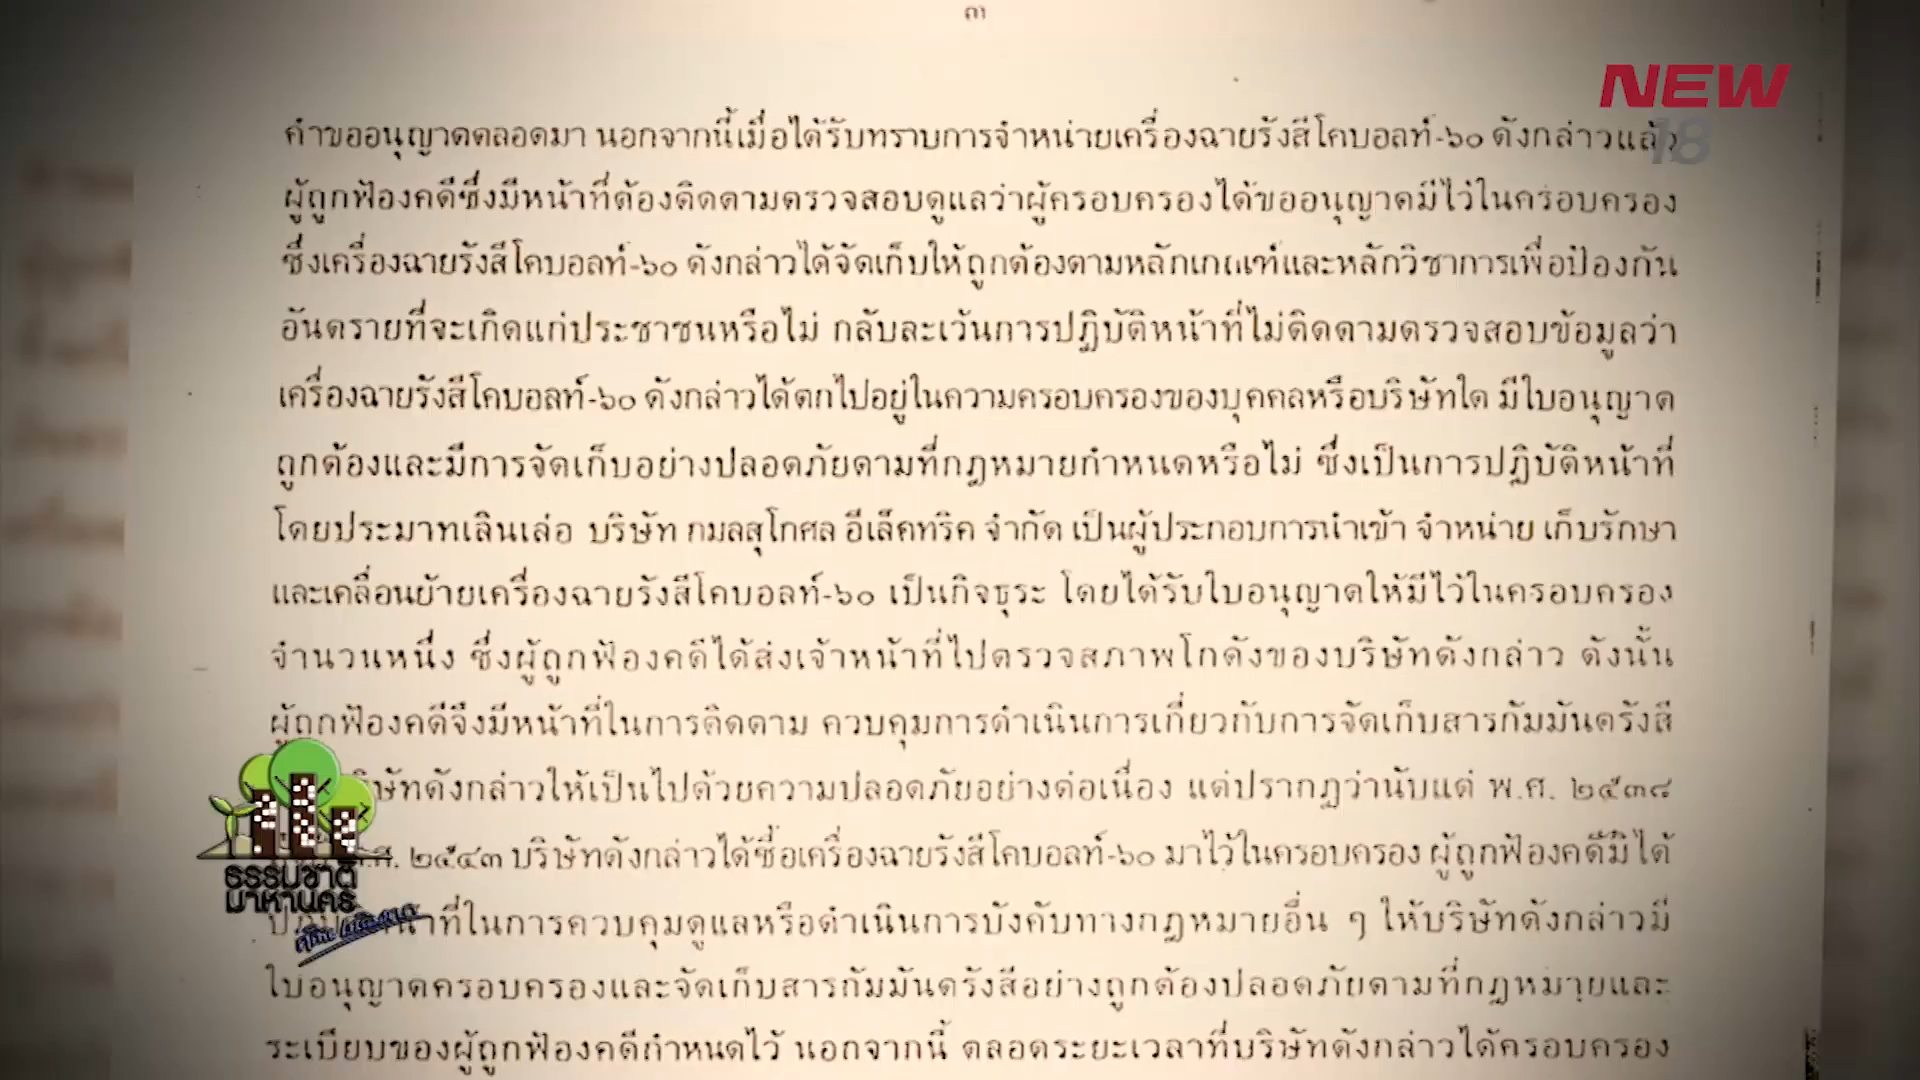 ๓
NEW
18
คำขออนุญาตตลอดมา นอกจากนี้เมื่อได้รับทราบการจำหน่ายเครื่องฉายรังสีโคบอลท์-๖๐ ดังกล่าวแล้ว
ผู้ถูกฟ้องคดีซึ่งมีหน้าที่ต้องติดตามตรวจสอบดูแลว่าผู้ครอบครองได้ขออนุญาตมีไว้ในครอบครอง
ซึ่งเครื่องฉายรังสีโคบอลท์-๖๐ ดังกล่าวได้จัดเก็บให้ถูกต้องตามหลักเกณฑ์และหลักวิชาการเพื่อป้องกัน
อันตรายที่จะเกิดแก่ประชาชนหรือไม่ กลับละเว้นการปฏิบัติหน้าที่ไม่ติดตามตรวจสอบข้อมูลว่า
เครื่องฉายรังสีโคบอลท์-๖๐ ดังกล่าวได้ตกไปอยู่ในความครอบครองของบุคคลหรือบริษัทใด มีใบอนุญาต
ถูกต้องและมีการจัดเก็บอย่างปลอดภัยตามที่กฎหมายกำหนดหรือไม่ ซึ่งเป็นการปฏิบัติหน้าที่
โดยประมาทเลินเล่อ บริษัท กมลสุโกศล อีเล็คทริค จำกัด เป็นผู้ประกอบการนำเข้า จำหน่าย เก็บรักษา
และเคลื่อนย้ายเครื่องฉายรังสีโคบอลท์-๖๐ เป็นกิจธุระ โดยได้รับใบอนุญาตให้มีไว้ในครอบครอง
จำนวนหนึ่ง ซึ่งผู้ถูกฟ้องคดีได้ส่งเจ้าหน้าที่ไปตรวจสภาพโกดังของบริษัทดังกล่าว ดังนั้น
ผู้ถูกฟ้องคดีจึงมีหน้าที่ในการติดตาม ควบคุมการดำเนินการเกี่ยวกับการจัดเก็บสารกัมมันตรังสี
ริษัทดังกล่าวให้เป็นไปด้วยความปลอดภัยอย่างต่อเนื่อง แต่ปรากฏว่านับแต่ พ.ศ. ๒๕๓๘
ศ. ๒๕๔๓ บริษัทดังกล่าวได้ซื้อเครื่องฉายรังสีโคบอลท์-๖๐ มาไว้ในครอบครอง ผู้ถูกฟ้องคดีมิได้
น้าที่ในการควบคุมดูแลหรือดำเนินการบังคับทางกฎหมายอื่น ๆ ให้บริษัทดังกล่าวมี
ใบอนุญาตครอบครองและจัดเก็บสารกัมมันตรังสีอย่างถูกต้องปลอดภัยตามที่กฎหมายและ
ระเบียบของผู้ถูกฟ้องคดีกำหนดไว้ นอกจากนี้ ตลอดระยะเวลาที่บริษัทดังกล่าวได้ครอบครอง
ธรรมชาติ
มาหานคร